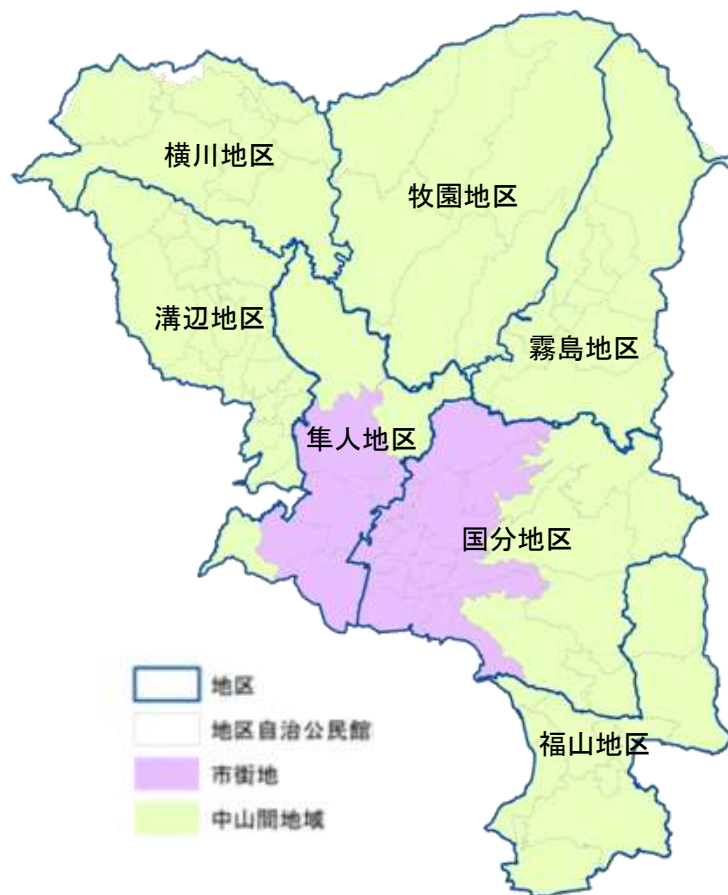 横川地区
牧園地区
溝辺地区
霧島地区
隼人地区
国分地区
福山地区
地区
地区自治公民館
市街地
中山間地域